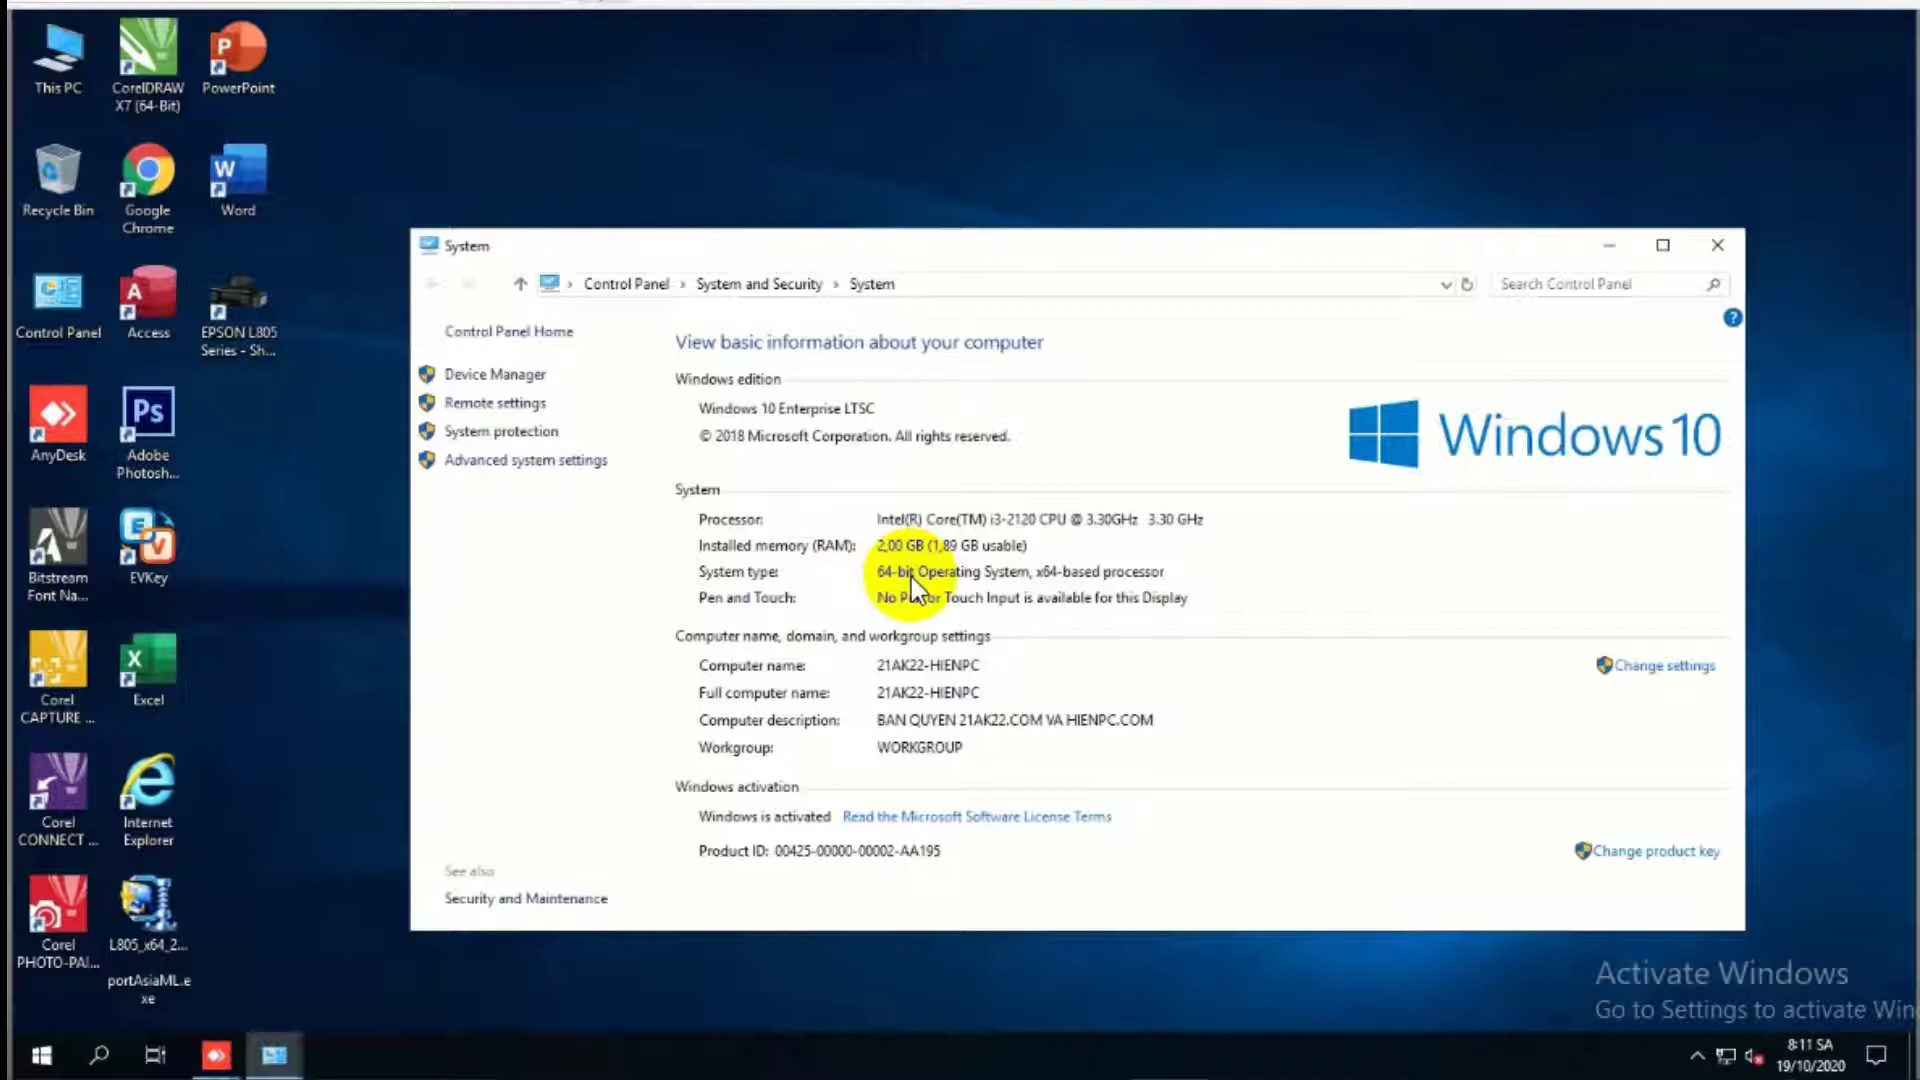 This PC
CorelDRAW
X7 (64-Bit)
PowerPoint
Recycle Bin
Google
Chrome
Word
Control Panel
Access
EPSON L805
Series - Sh...
AnyDesk
Ps
Adobe
Photosh...
Bitstream
Font Na...
EVKey
Corel
CAPTURE ...
Excel
Corel
CONNECT ...
Internet
Explorer
Corel
PHOTO-PAI...
L805_x64_2...
portAsiaML.e
xe
System
Control Panel › System and Security › System
Search Control Panel
Control Panel Home
Device Manager
Remote settings
System protection
Advanced system settings
See also
Security and Maintenance
View basic information about your computer
Windows edition
Windows 10 Enterprise LTSC
© 2018 Microsoft Corporation. All rights reserved.
Windows 10
System
Processor: Intel(R) Core(TM) i3-2120 CPU @ 3.30GHz 3.30 GHz
Installed memory (RAM): 2,00 GB (1,89 GB usable)
System type: 64-bit Operating System, x64-based processor
Pen and Touch: No Pen or Touch Input is available for this Display
Computer name, domain, and workgroup settings
Computer name: 21AK22-HIENPC
Change settings
Full computer name: 21AK22-HIENPC
Computer description: BAN QUYEN 21AK22.COM VA HIENPC.COM
Workgroup: WORKGROUP
Windows activation
Windows is activated Read the Microsoft Software License Terms
Product ID: 00425-00000-00002-AA195
Change product key
Activate Windows
Go to Settings to activate Win
8:11 SA
19/10/2020